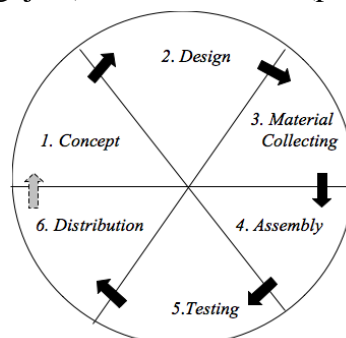 2. Design
3. Material
Collecting
1. Concept
6. Distribution
4. Assembly
5.Testing